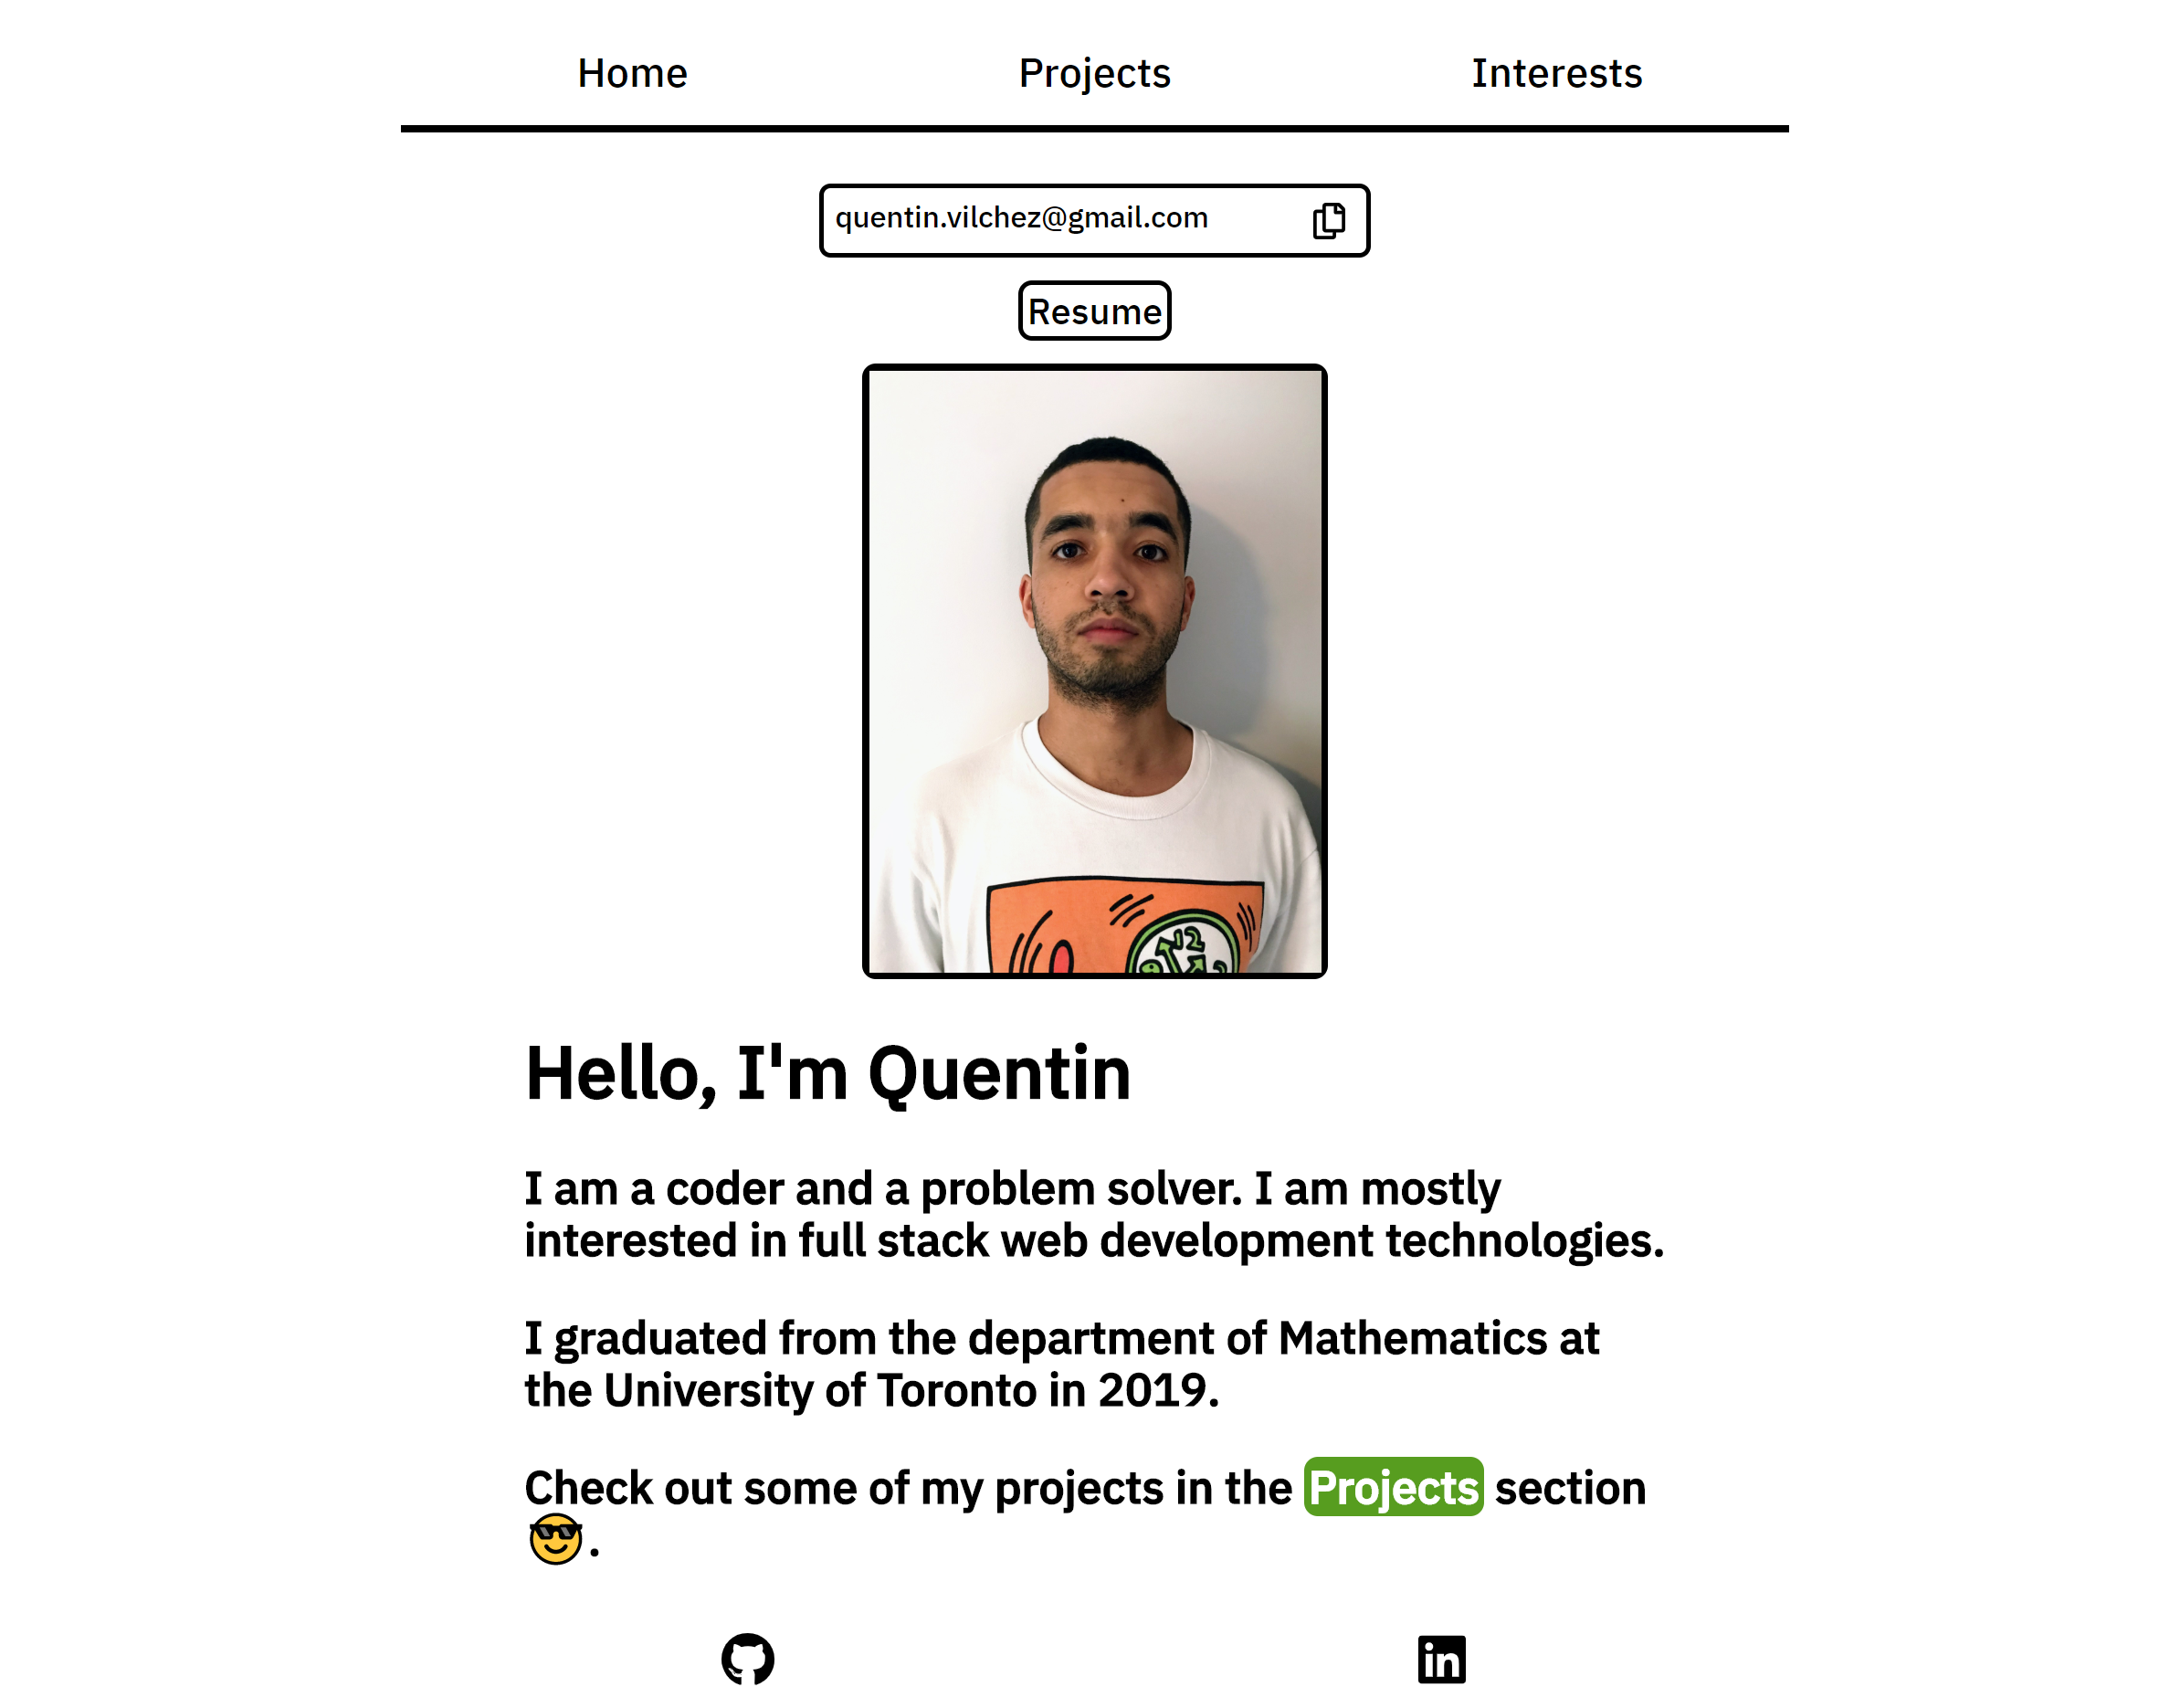 Home Projects Interests
quentin.vilchez@gmail.com
Resume
12
Hello, I'm Quentin
I am a coder and a problem solver. I am mostly
interested in full stack web development technologies.
I graduated from the department of Mathematics at
the University of Toronto in 2019.
Check out some of my projects in the Projects section
😎.
in